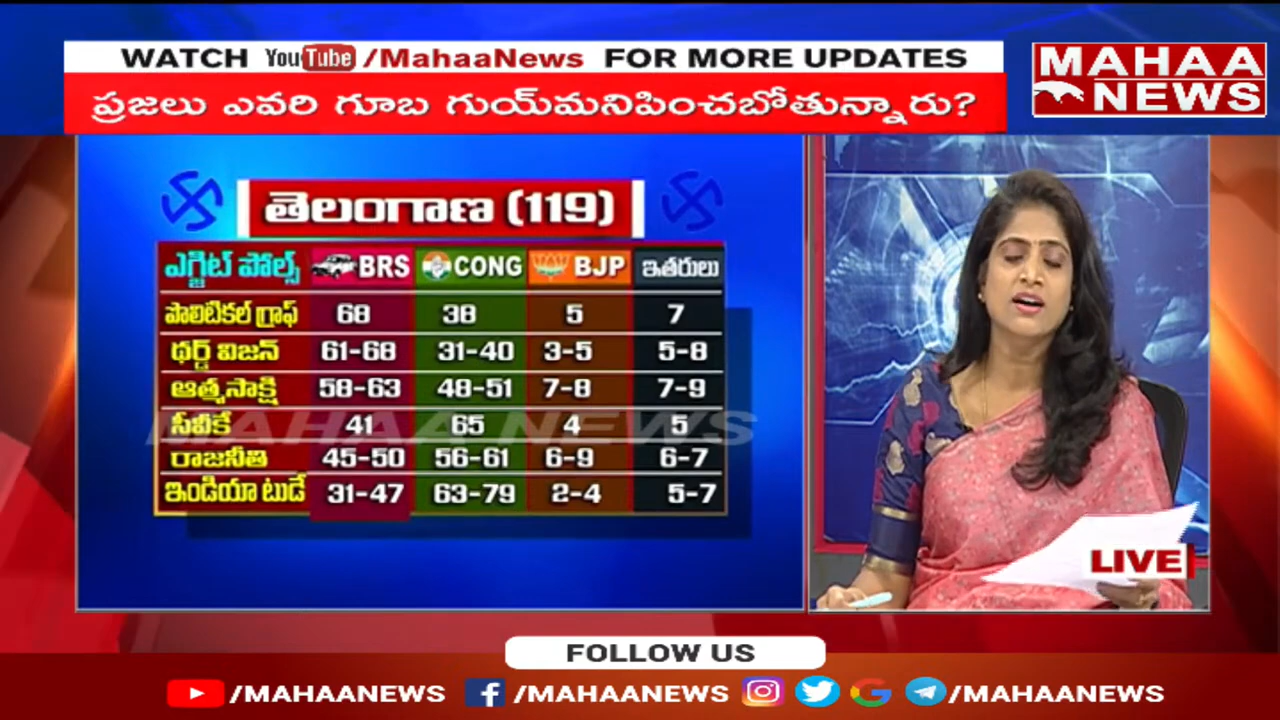 WATCH YouTube /MahaaNews FOR MORE UPDATES
ప్రజలు ఎవరి గూబ గుయ్‌మనిపించబోతున్నారు?
MAHAA
NEWS
తెలంగాణ (119)
ఎగ్జిట్ పోల్స్ BRS CONG BJP ఇతరులు
పొలిటికల్ గ్రాఫ్ 68 38 5 7
థర్డ్ విజన్ 61-68 31-40 3-5 5-8
ఆత్మసాక్షి 58-63 48-51 7-8 7-9
సీవీకే 41 65 4 5
రాజనీతి 45-50 56-61 6-9 6-7
ఇండియా టుడే 31-47 63-79 2-4 5-7
MAHAA NEWS
LIVE
FOLLOW US
/MAHAANEWS /MAHAANEWS /MAHAANEWS